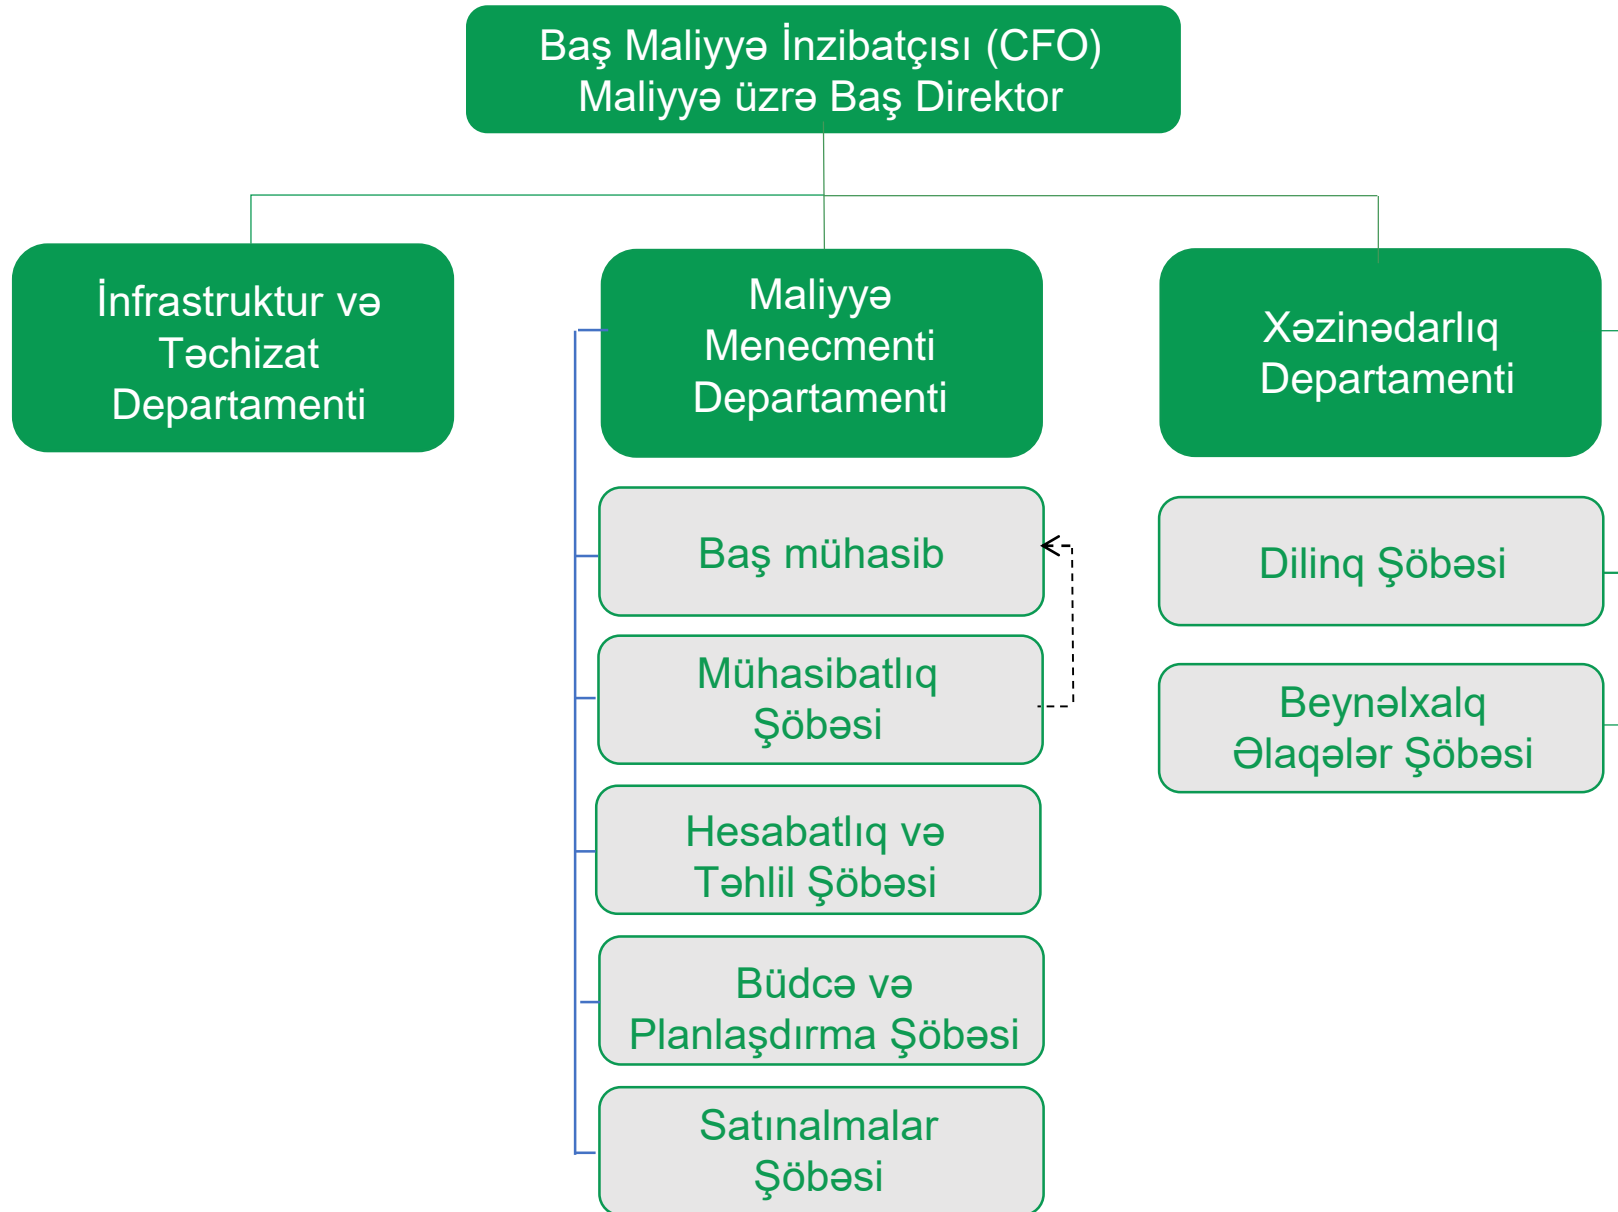 Baş Maliyyə İnzibatçısı (CFO)
Maliyyə üzrə Baş Direktor
İnfrastruktur və
Təchizat
Departamenti
Maliyyə
Menecmenti
Departamenti
Xəzinədarlıq
Departamenti
Baş mühasib
Mühasibatlıq
Şöbəsi
Hesabatlıq və
Təhlil Şöbəsi
Büdcə və
Planlaşdırma Şöbəsi
Satınalmalar
Şöbəsi
Dilinq Şöbəsi
Beynəlxalq
Əlaqələr Şöbəsi